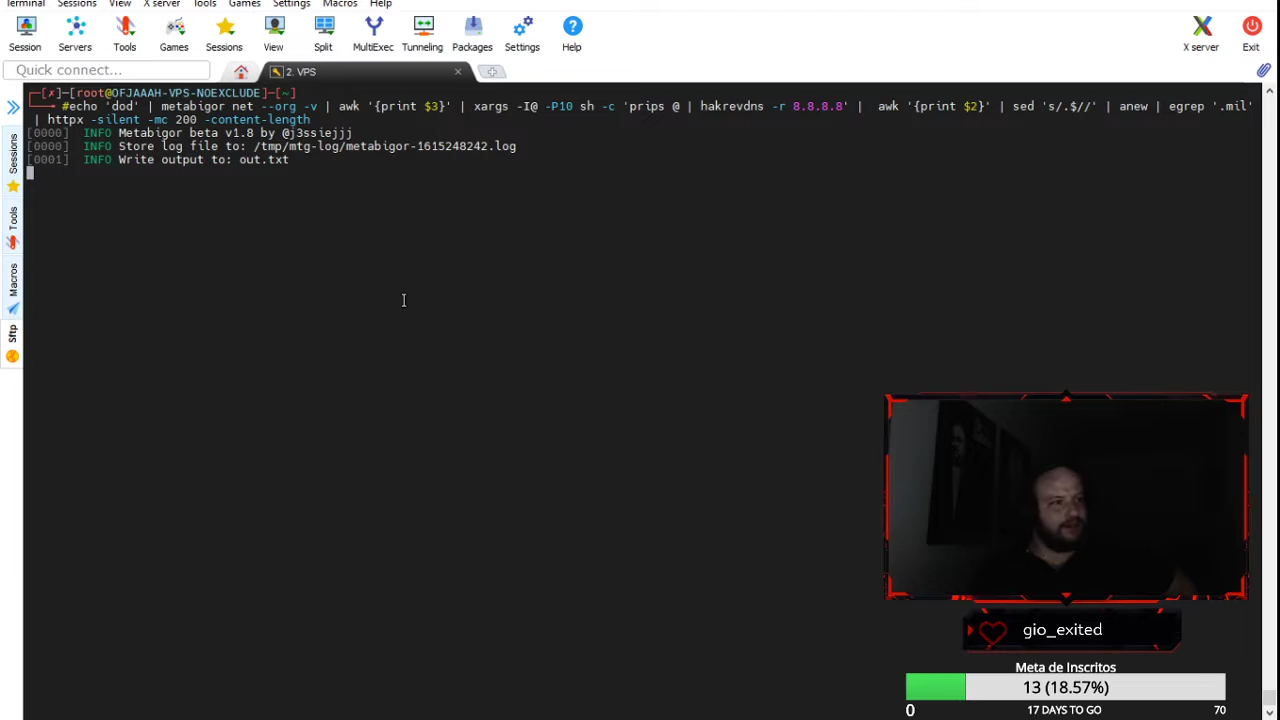 Terminal Sessions View X server Tools Games Settings Macros Help
Session Servers Tools Games Sessions View Split MultiExec Tunneling Packages Settings Help X server Exit
Quick connect...
2. VPS
┌─[✗]─[root@OFJAAAH-VPS-NOEXCLUDE]─[~]
└──╼ #echo 'dod' | metabigor net --org -v | awk '{print $3}' | xargs -I@ -P10 sh -c 'prips @ | hakrevdns -r 8.8.8.8' | awk '{print $2}' | sed 's/.$//' | anew | egrep '.mil'
| httpx -silent -mc 200 -content-length
[0000] INFO Metabigor beta v1.8 by @j3ssiejjj
[0000] INFO Store log file to: /tmp/mtg-log/metabigor-1615248242.log
[0001] INFO Write output to: out.txt
Sessions
Tools
Macros
Sftp
gio_exited
Meta de Inscritos
13 (18.57%)
0 17 DAYS TO GO 70